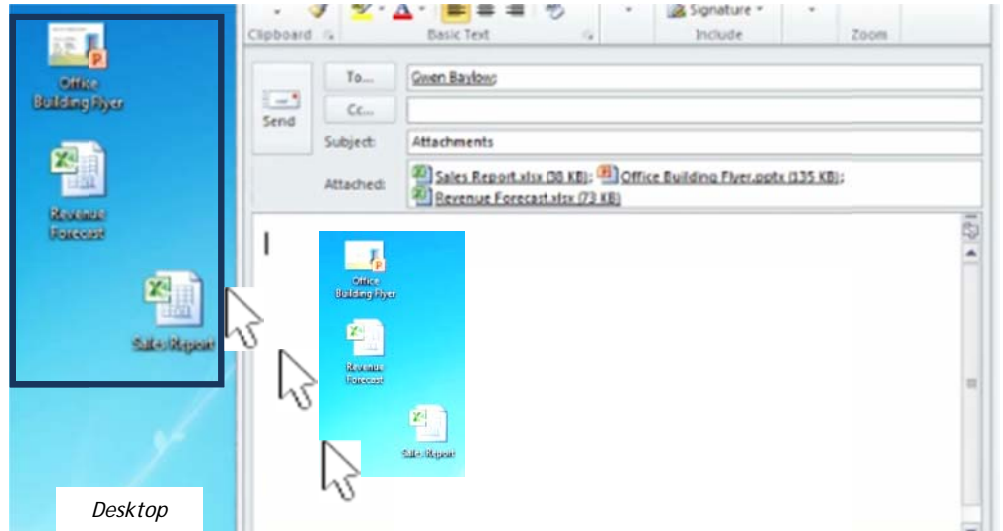 Office
Building Flyer
Revenue
Forecast
Sales Report
Desktop
Signature
Clipboard
Basic Text
Include
Zoom
Send
To...
Gwen Baylow;
Cc...
Subject:
Attachments
Attached:
Sales Report.xlsx (38 KB); Office Building Flyer.pptx (135 KB);
Revenue Forecast.xlsx (73 KB)
Office
Building Flyer
Revenue
Forecast
Sales Report